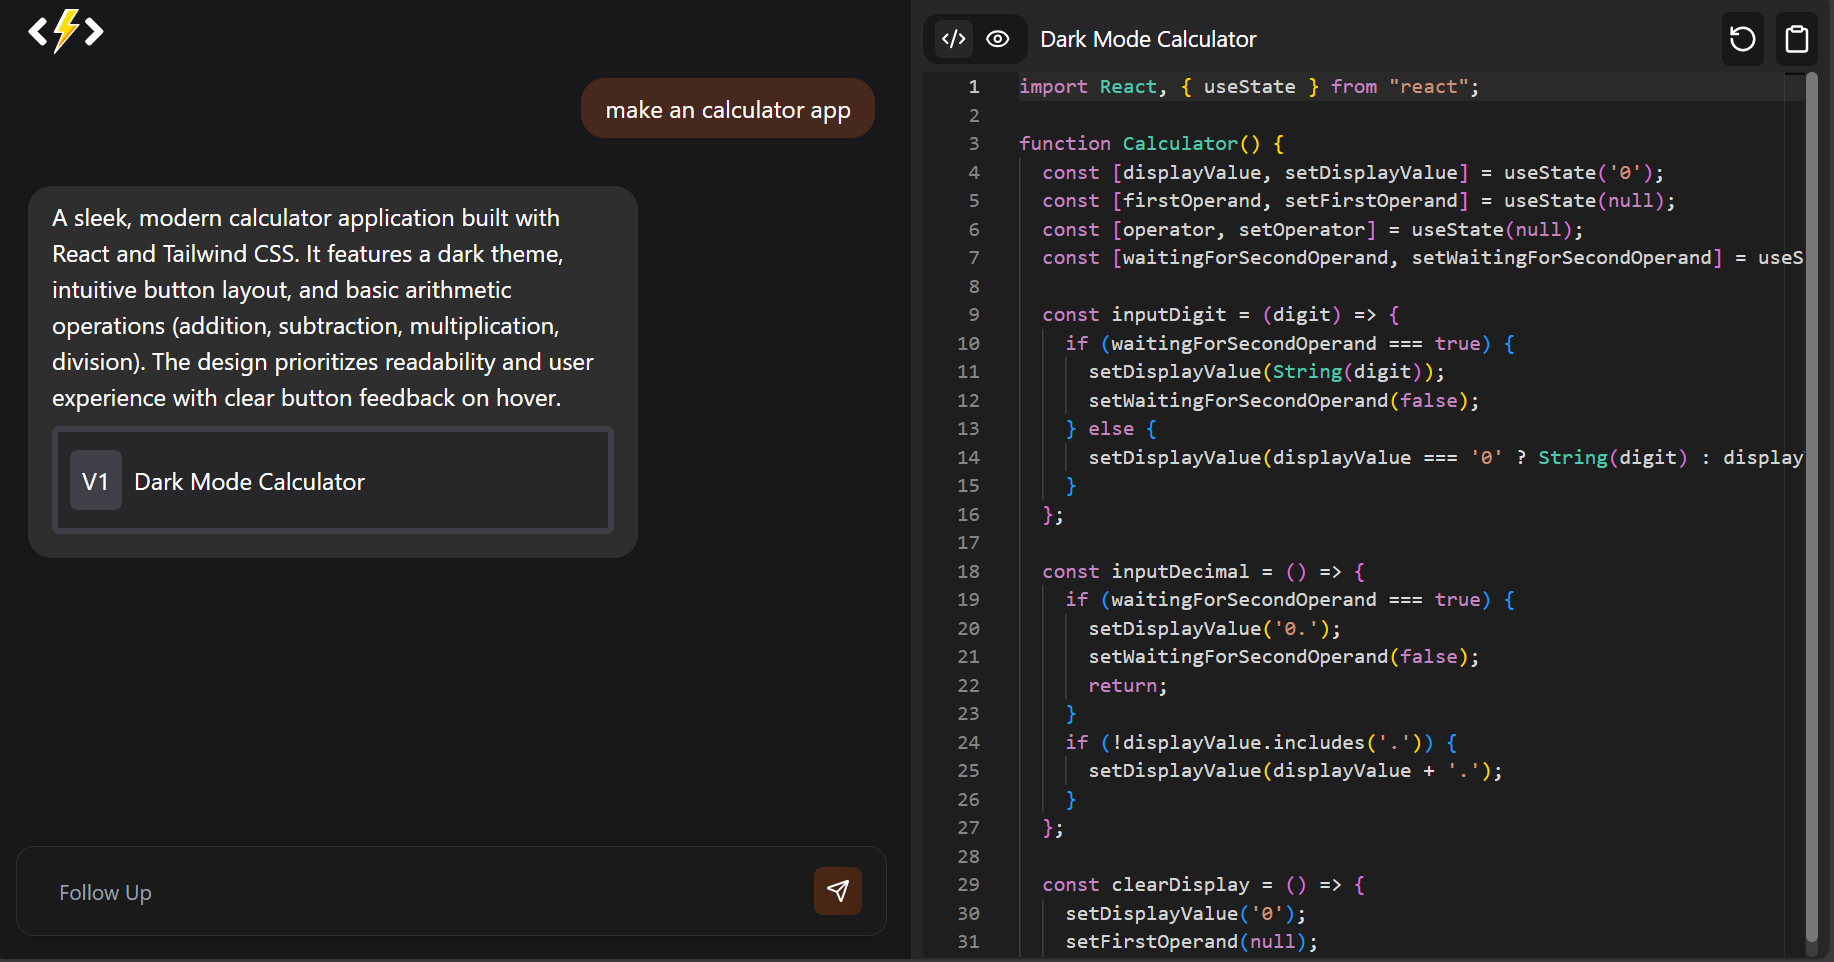 make an calculator app
A sleek, modern calculator application built with
React and Tailwind CSS. It features a dark theme,
intuitive button layout, and basic arithmetic
operations (addition, subtraction, multiplication,
division). The design prioritizes readability and user
experience with clear button feedback on hover.
V1 Dark Mode Calculator
Follow Up
Dark Mode Calculator
1 import React, { useState } from "react";
2
3 function Calculator() {
4   const [displayValue, setDisplayValue] = useState('0');
5   const [firstOperand, setFirstOperand] = useState(null);
6   const [operator, setOperator] = useState(null);
7   const [waitingForSecondOperand, setWaitingForSecondOperand] = useS
8
9   const inputDigit = (digit) => {
10     if (waitingForSecondOperand === true) {
11       setDisplayValue(String(digit));
12       setWaitingForSecondOperand(false);
13     } else {
14       setDisplayValue(displayValue === '0' ? String(digit) : display
15     }
16   };
17
18   const inputDecimal = () => {
19     if (waitingForSecondOperand === true) {
20       setDisplayValue('0.');
21       setWaitingForSecondOperand(false);
22       return;
23     }
24     if (!displayValue.includes('.')) {
25       setDisplayValue(displayValue + '.');
26     }
27   };
28
29   const clearDisplay = () => {
30     setDisplayValue('0');
31     setFirstOperand(null);